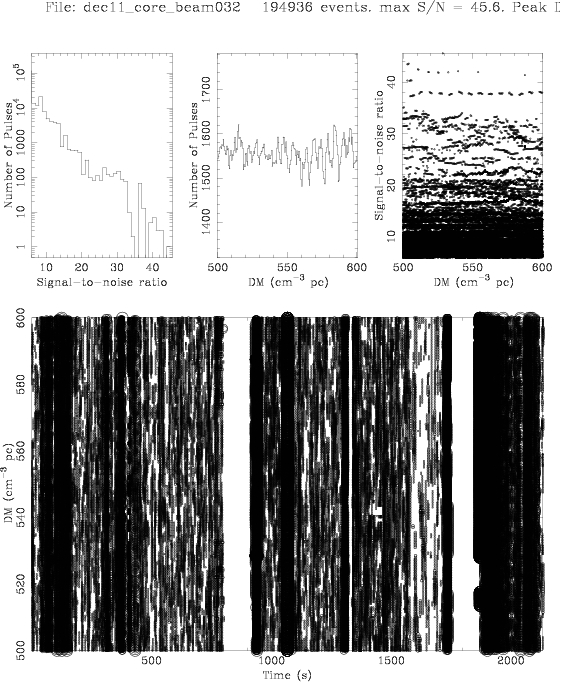 File: dec11_core_beam032 194936 events. max S/N = 45.6. Peak D
Number of Pulses
1 10 100 1000 10⁴ 10⁵
10 20 30 40
Signal-to-noise ratio
Number of Pulses
1400 1500 1600 1700
500 550 600
DM (cm⁻³ pc)
Signal-to-noise ratio
10 20 30 40
500 550 600
DM (cm⁻³ pc)
DM (cm⁻³ pc)
500 520 540 560 580 600
500 1000 1500 2000
Time (s)